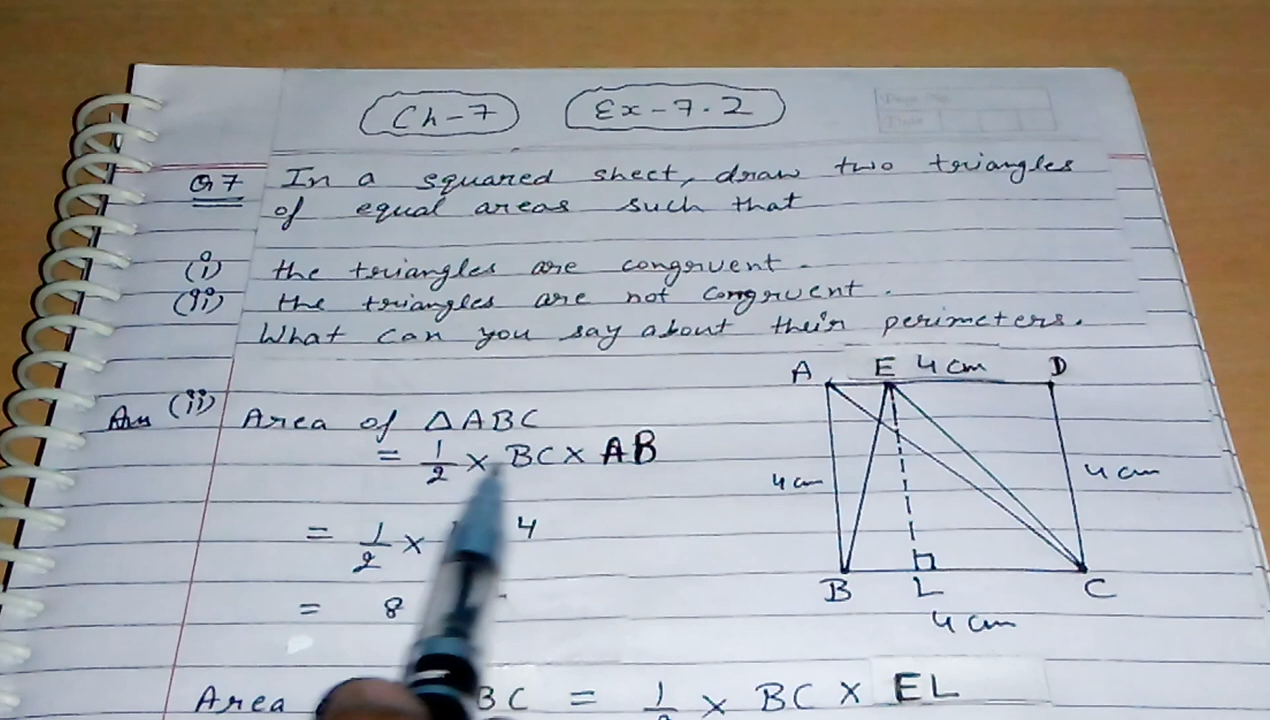 Ch-7 Ex-7.2
Q7 In a squared sheet, draw two triangles
of equal areas such that
(i) the triangles are congruent.
(ii) the triangles are not congruent.
What can you say about their perimeters.
A E 4 cm D
Ans (ii) Area of △ABC
= 1/2 × BC × AB
4 cm 4 cm
= 1/2 × 4
B L C
= 8
4 cm
Area BC = 1/2 × BC × EL